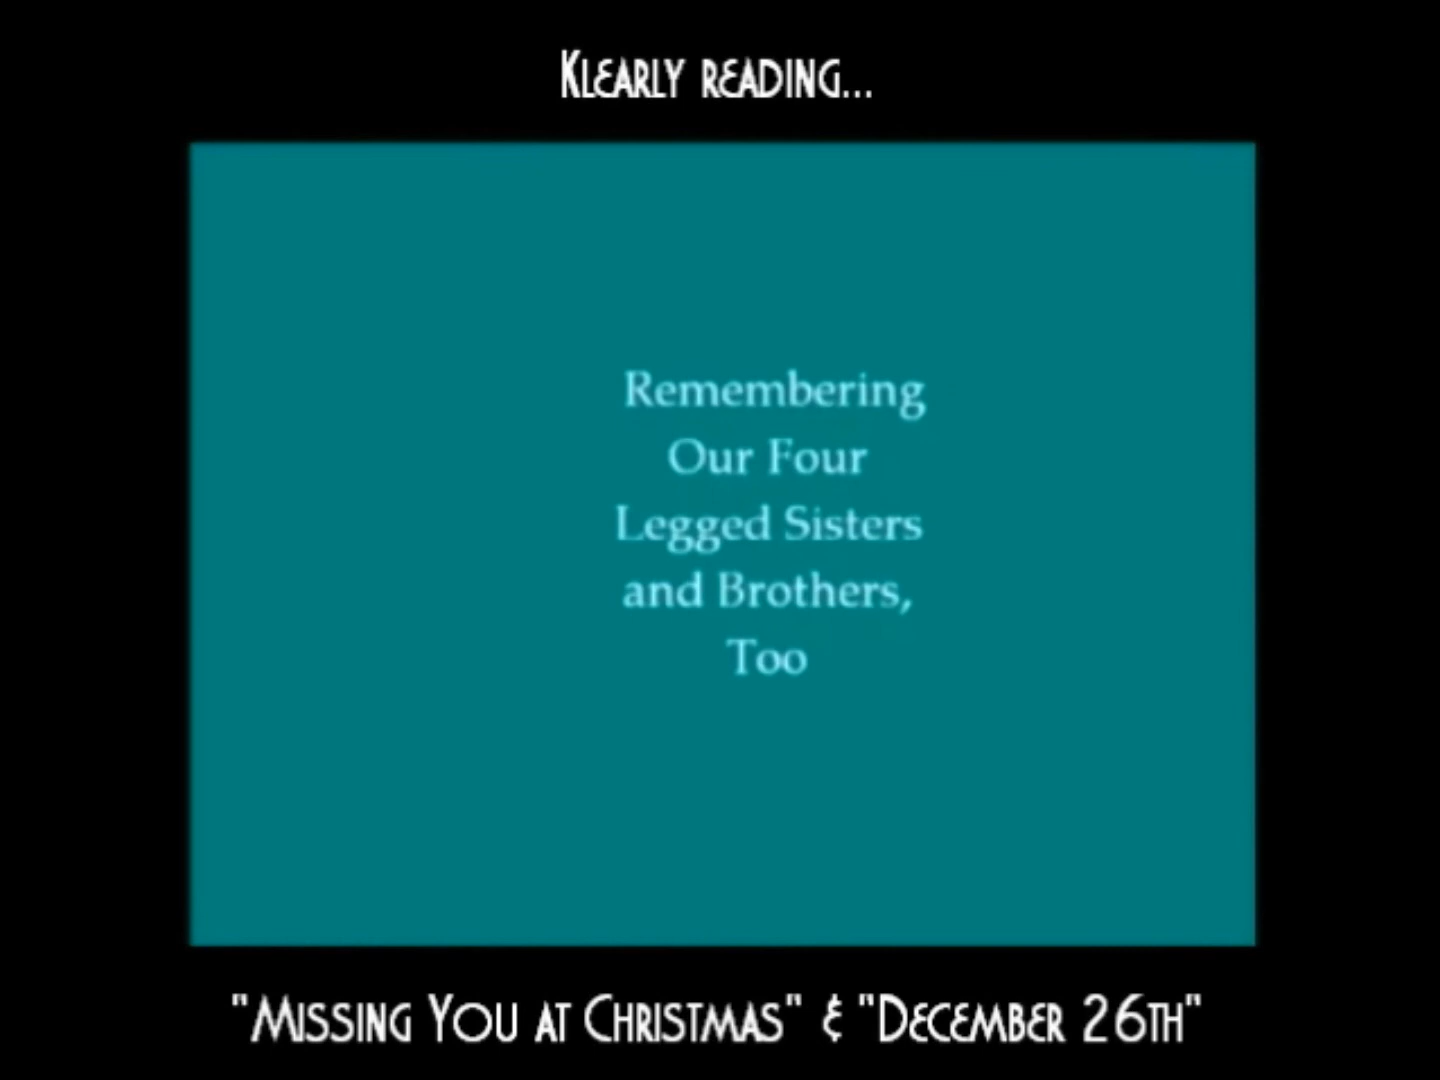 Klearly reading...
Remembering
Our Four
Legged Sisters
and Brothers,
Too
"Missing You at Christmas" & "December 26th"